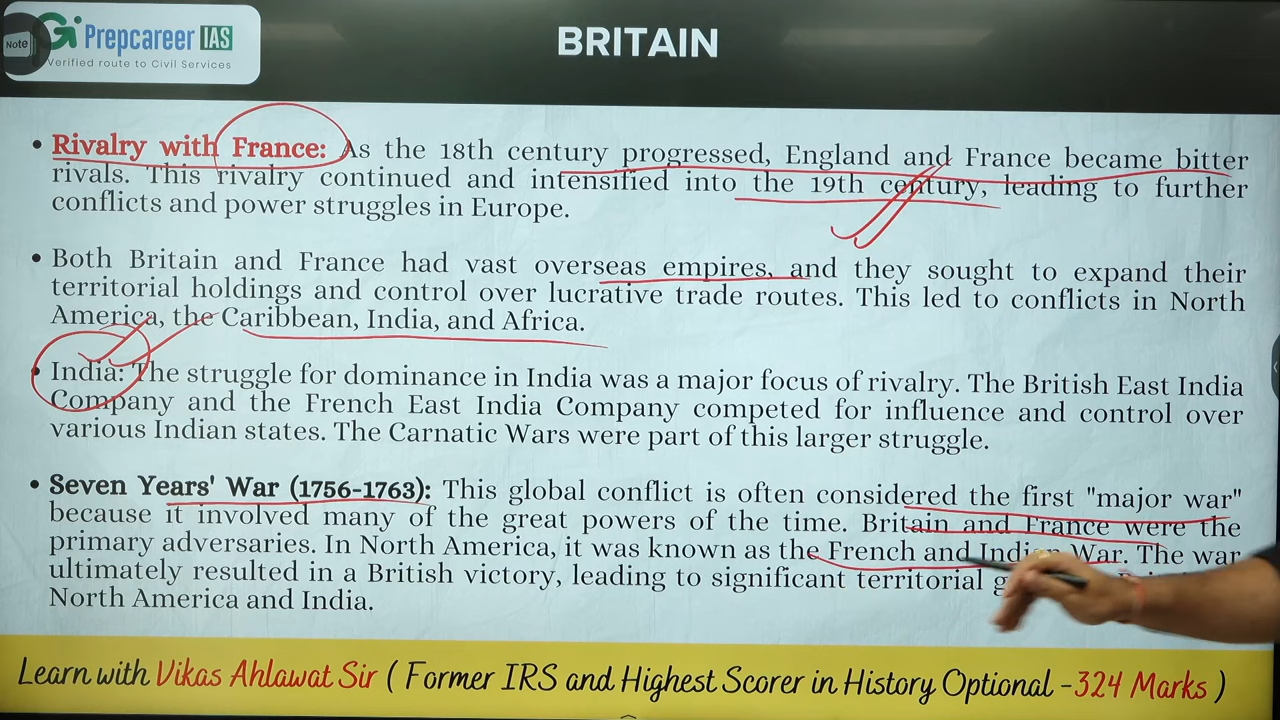 Note
Gi Prepcareer IAS
Verified route to Civil Services
BRITAIN
• Rivalry with France: As the 18th century progressed, England and France became bitter
rivals. This rivalry continued and intensified into the 19th century, leading to further
conflicts and power struggles in Europe.
• Both Britain and France had vast overseas empires, and they sought to expand their
territorial holdings and control over lucrative trade routes. This led to conflicts in North
America, the Caribbean, India, and Africa.
• India: The struggle for dominance in India was a major focus of rivalry. The British East India
Company and the French East India Company competed for influence and control over
various Indian states. The Carnatic Wars were part of this larger struggle.
• Seven Years' War (1756-1763): This global conflict is often considered the first "major war"
because it involved many of the great powers of the time. Britain and France were the
primary adversaries. In North America, it was known as the French and Indian War. The war
ultimately resulted in a British victory, leading to significant territorial
North America and India.
Learn with Vikas Ahlawat Sir ( Former IRS and Highest Scorer in History Optional -324 Marks )